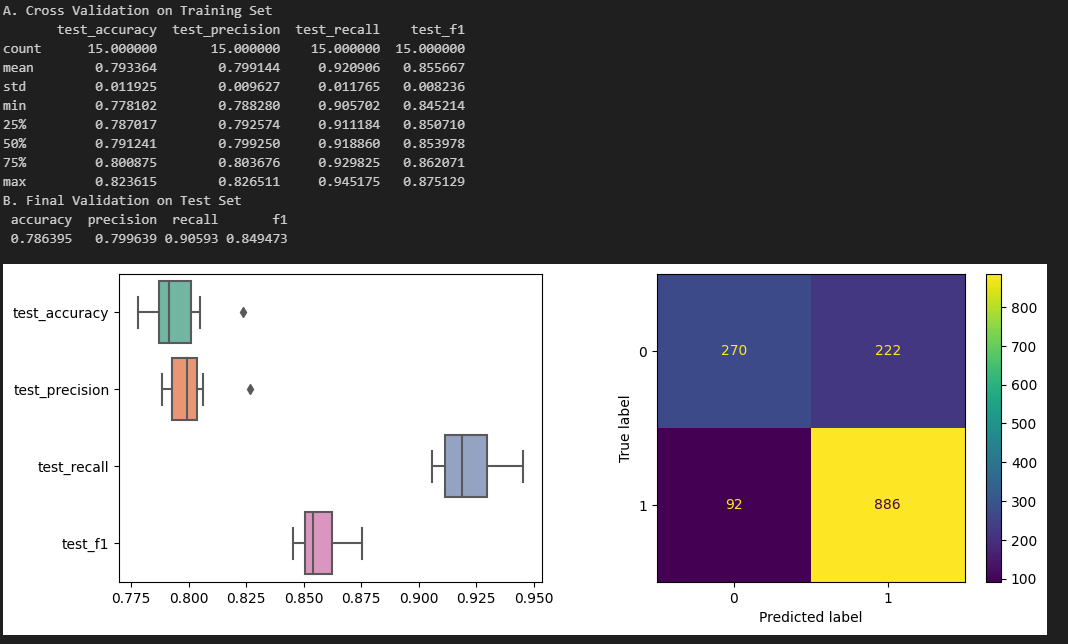 A. Cross Validation on Training Set
test_accuracy test_precision test_recall test_f1
count 15.000000 15.000000 15.000000 15.000000
mean 0.793364 0.799144 0.920906 0.855667
std 0.011925 0.009627 0.011765 0.008236
min 0.778102 0.788280 0.905702 0.845214
25% 0.787017 0.792574 0.911184 0.850710
50% 0.791241 0.799250 0.918860 0.853978
75% 0.800875 0.803676 0.929825 0.862071
max 0.823615 0.826511 0.945175 0.875129
B. Final Validation on Test Set
accuracy precision recall f1
0.786395 0.799639 0.90593 0.849473
test_accuracy
test_precision
test_recall
test_f1
0.775 0.800 0.825 0.850 0.875 0.900 0.925 0.950
True label
0
1
270 222
92 886
0 1
Predicted label
800
700
600
500
400
300
200
100